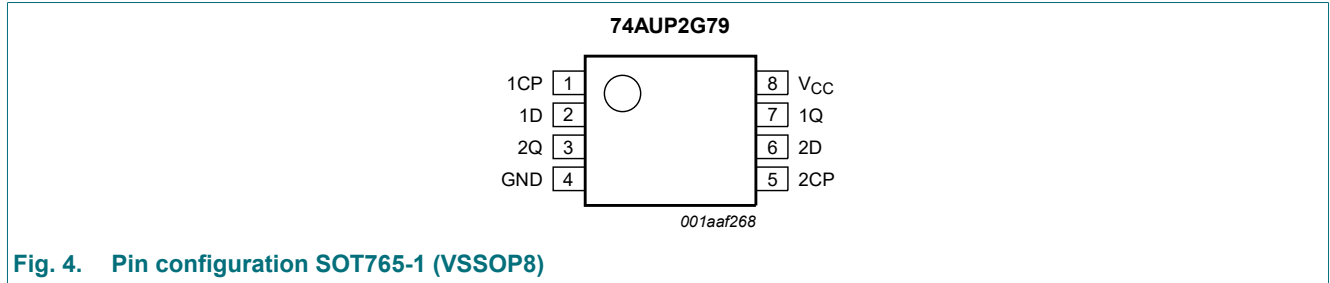 74AUP2G79
1CP 1 8 VCC
1D 2 7 1Q
2Q 3 6 2D
GND 4 5 2CP
001aaf268
Fig. 4. Pin configuration SOT765-1 (VSSOP8)